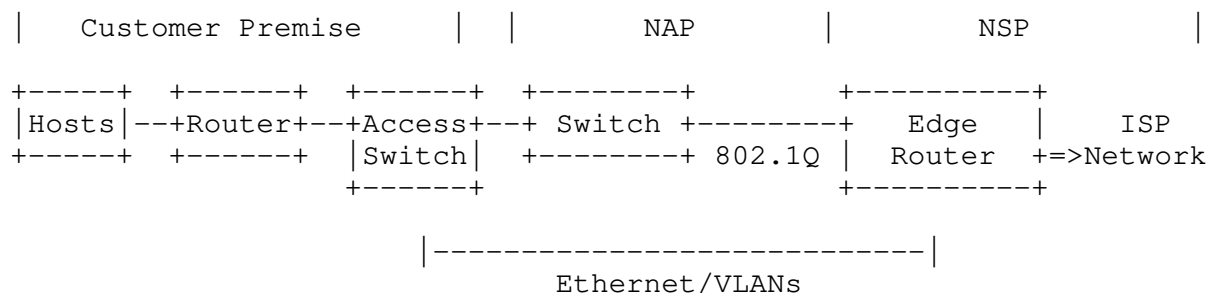 |   Customer Premise     | |       NAP        |       NSP          |
+-----+  +------+  +------+  +--------+        +----------+
|Hosts|--+Router+--+Access+--+ Switch +--------+   Edge   |    ISP
+-----+  +------+  |Switch|  +--------+ 802.1Q |  Router  +=>Network
                   +------+                    +----------+
                       |---------------------------|
                              Ethernet/VLANs